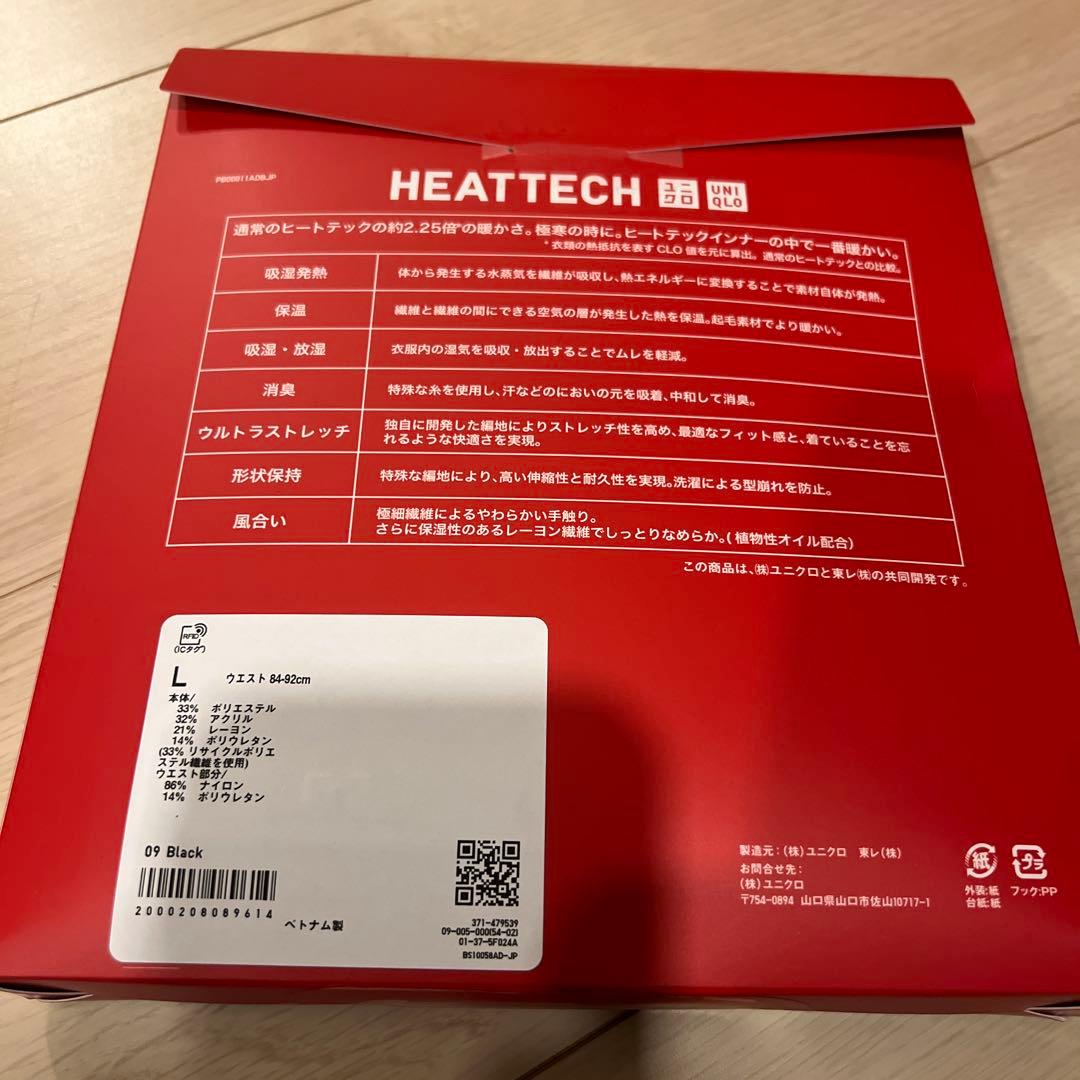 PB00011ADB-JP
HEATTECH ユニクロ UNIQLO
通常のヒートテックの約2.25倍*の暖かさ。極寒の時に。ヒートテックインナーの中で一番暖かい。
*衣類の熱抵抗を表す CLO 値を元に算出。通常のヒートテックとの比較。
吸湿発熱 体から発生する水蒸気を繊維が吸収し、熱エネルギーに変換することで素材自体が発熱。
保温 繊維と繊維の間にできる空気の層が発生した熱を保温。起毛素材でより暖かい。
吸湿・放湿 衣服内の湿気を吸収・放出することでムレを軽減。
消臭 特殊な糸を使用し、汗などのにおいの元を吸着、中和して消臭。
ウルトラストレッチ 独自に開発した編地によりストレッチ性を高め、最適なフィット感と、着ていることを忘
れるような快適さを実現。
形状保持 特殊な編地により、高い伸縮性と耐久性を実現。洗濯による型崩れを防止。
風合い 極細繊維によるやわらかい手触り。
さらに保湿性のあるレーヨン繊維でしっとりなめらか。(植物性オイル配合)
この商品は、㈱ユニクロと東レ㈱の共同開発です。
RFID
(ICタグ)
L ウエスト 84-92cm
本体/
33% ポリエステル
32% アクリル
21% レーヨン
14% ポリウレタン
(33% リサイクルポリエ
ステル繊維を使用)
ウエスト部分/
86% ナイロン
14% ポリウレタン
09 Black
2000208089614
ベトナム製
371-479539
09-005-000(54-02)
01-37-5F024A
BS10058AD-JP
製造元:(株)ユニクロ 東レ(株)
お問合せ先:
(株)ユニクロ
〒754-0894 山口県山口市佐山10717-1
紙 プラ
外装:紙 フック:PP
台紙:紙